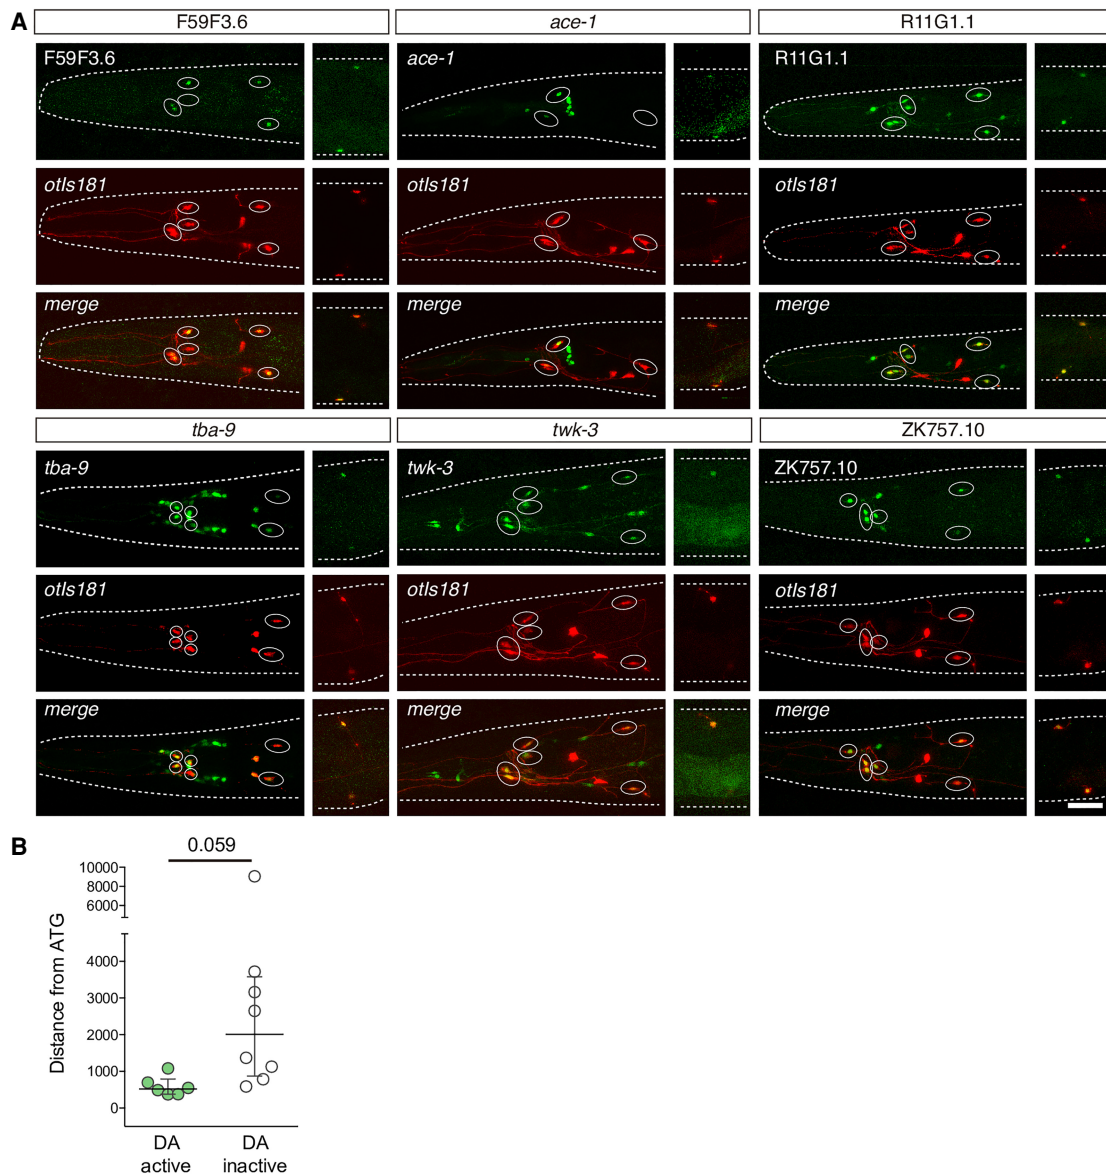 A
F59F3.6
ace-1
R11G1.1
F59F3.6
ace-1
R11G1.1
otIs181
otIs181
otIs181
merge
merge
merge
tba-9
twk-3
ZK757.10
tba-9
twk-3
ZK757.10
otIs181
otIs181
otIs181
merge
merge
merge
B
0.059
Distance from ATG
10000
8000
6000
4000
3000
2000
1000
0
DA
active
DA
inactive